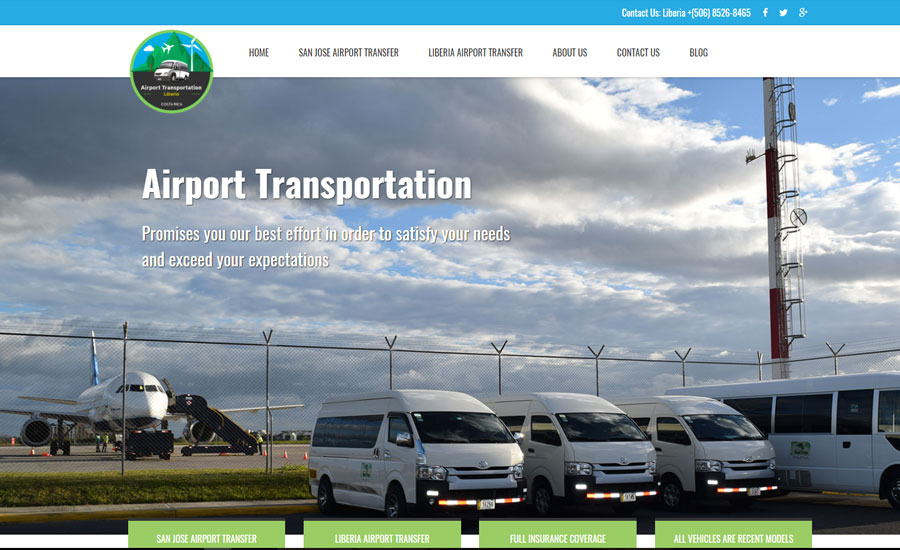 Contact Us: Liberia +(506) 8526-8465
HOME
SAN JOSE AIRPORT TRANSFER
LIBERIA AIRPORT TRANSFER
ABOUT US
CONTACT US
BLOG
Airport Transportation
Liberia
COSTA RICA
Airport Transportation
Promises you our best effort in order to satisfy your needs
and exceed your expectations
SAN JOSE AIRPORT TRANSFER
LIBERIA AIRPORT TRANSFER
FULL INSURANCE COVERAGE
ALL VEHICLES ARE RECENT MODELS